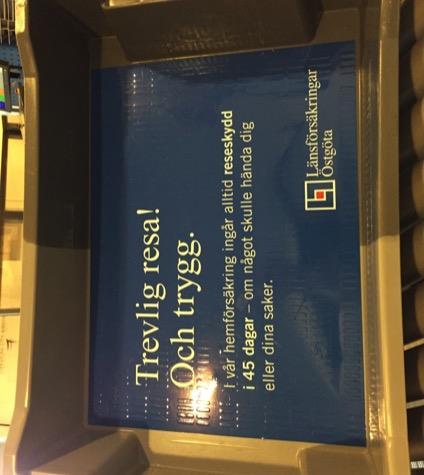 Trevlig resa!
Och trygg.
I vår hemförsäkring ingår alltid reseskydd
i 45 dagar – om något skulle hända dig
eller dina saker.
Länsförsäkringar
Östgöta